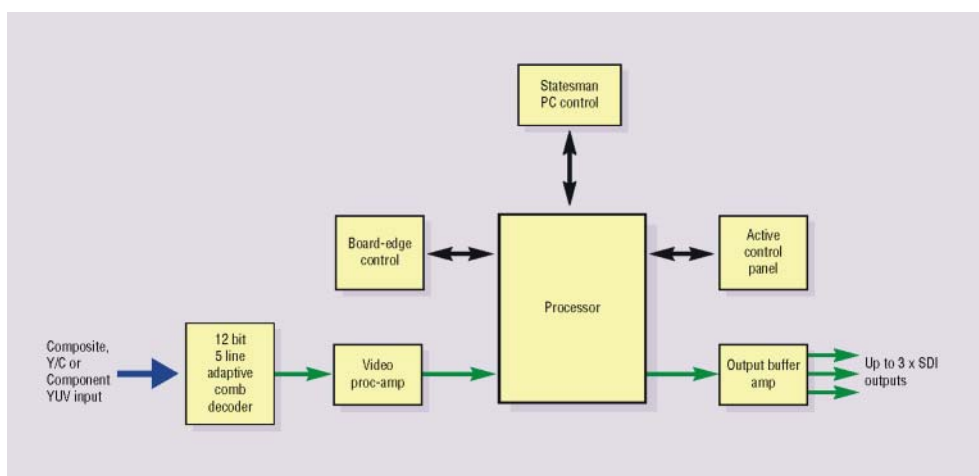 Statesman
PC control
Board-edge
control
Active
control
panel
Processor
Composite,
Y/C or
Component
YUV input
12 bit
5 line
adaptive
comb
decoder
Video
proc-amp
Output buffer
amp
Up to 3 x SDI
outputs